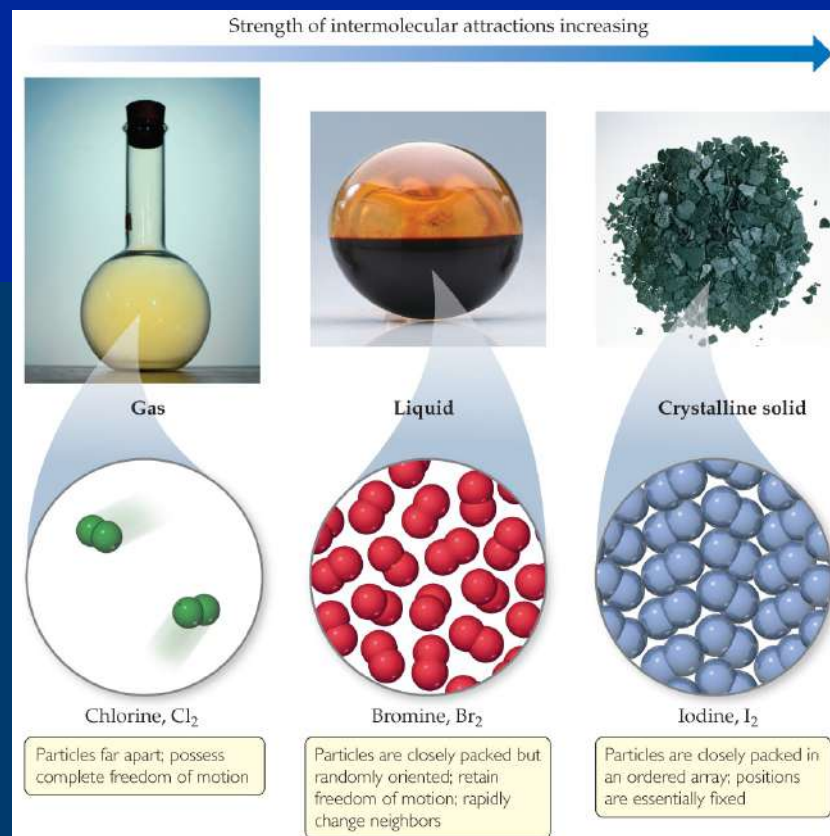 Strength of intermolecular attractions increasing
Gas
Liquid
Crystalline solid
Chlorine, Cl₂
Bromine, Br₂
Iodine, I₂
Particles far apart; possess
complete freedom of motion
Particles are closely packed but
randomly oriented; retain
freedom of motion; rapidly
change neighbors
Particles are closely packed in
an ordered array; positions
are essentially fixed